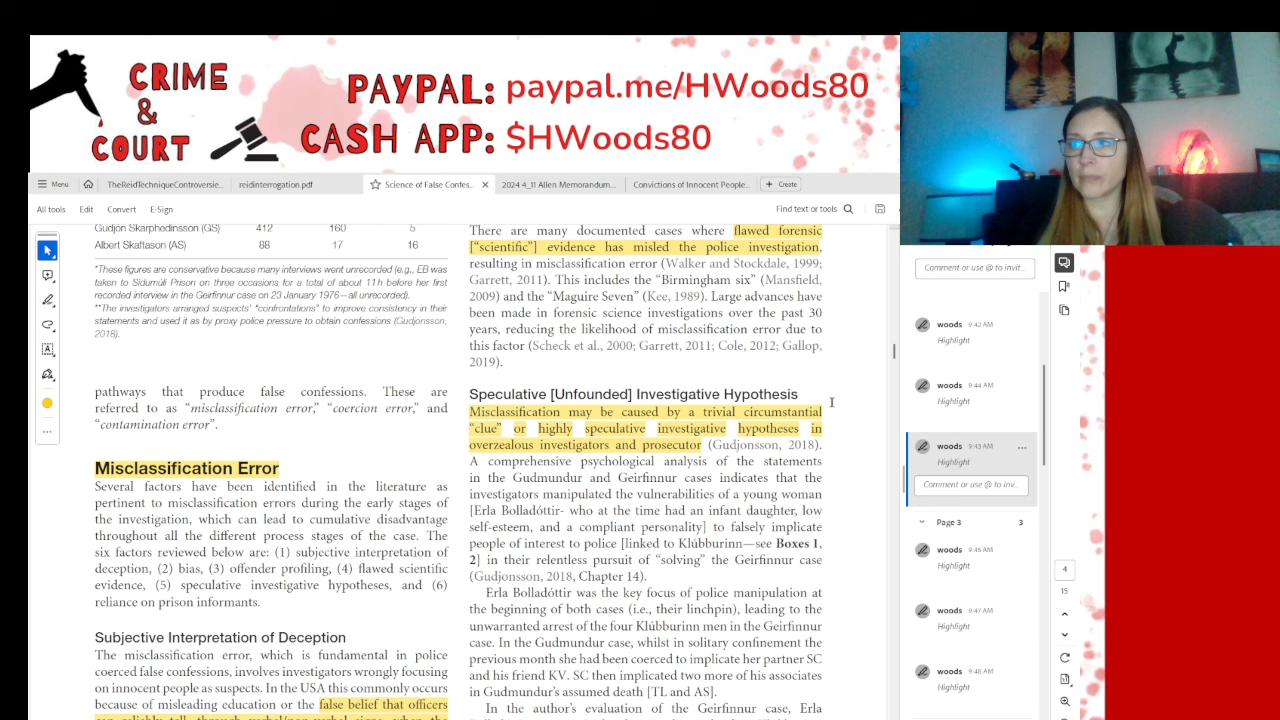 CRIME
&
COURT
PAYPAL: paypal.me/HWoods80
CASH APP: $HWoods80
Menu
TheReidTechniqueControversie...
reidinterrogation.pdf
Science of False Confes...
2024 4_11 Allen Memorandum...
Convictions of Innocent People...
Create
All tools
Edit
Convert
E-Sign
Find text or tools
Gudjón Skarphedinsson (GS) 412 160 5
Albert Skaftason (AS) 88 17 16
*These figures are conservative because many interviews went unrecorded (e.g., EB was
taken to Sídumúli Prison on three occasions for a total of about 11 h before her first
recorded interview in the Geirfinnur case on 23 January 1976—all unrecorded).
**The investigators arranged suspects' "confrontations" to improve consistency in their
statements and used it as by proxy police pressure to obtain confessions (Gudjonsson,
2018).
pathways that produce false confessions. These are
referred to as "misclassification error," "coercion error," and
"contamination error".
Misclassification Error
Several factors have been identified in the literature as
pertinent to misclassification errors during the early stages of
the investigation, which can lead to cumulative disadvantage
throughout all the different process stages of the case. The
six factors reviewed below are: (1) subjective interpretation of
deception, (2) bias, (3) offender profiling, (4) flawed scientific
evidence, (5) speculative investigative hypotheses, and (6)
reliance on prison informants.
Subjective Interpretation of Deception
The misclassification error, which is fundamental in police
coerced false confessions, involves investigators wrongly focusing
on innocent people as suspects. In the USA this commonly occurs
because of misleading education or the false belief that officers
There are many documented cases where flawed forensic
["scientific"] evidence has misled the police investigation,
resulting in misclassification error (Walker and Stockdale, 1999;
Garrett, 2011). This includes the "Birmingham six" (Mansfield,
2009) and the "Maguire Seven" (Kee, 1989). Large advances have
been made in forensic science investigations over the past 30
years, reducing the likelihood of misclassification error due to
this factor (Scheck et al., 2000; Garrett, 2011; Cole, 2012; Gallop,
2019).
Speculative [Unfounded] Investigative Hypothesis
Misclassification may be caused by a trivial circumstantial
"clue" or highly speculative investigative hypotheses in
overzealous investigators and prosecutor (Gudjonsson, 2018).
A comprehensive psychological analysis of the statements
in the Gudmundur and Geirfinnur cases indicates that the
investigators manipulated the vulnerabilities of a young woman
[Erla Bolladóttir- who at the time had an infant daughter, low
self-esteem, and a compliant personality] to falsely implicate
people of interest to police [linked to Klúbburinn—see Boxes 1,
2] in their relentless pursuit of "solving" the Geirfinnur case
(Gudjonsson, 2018, Chapter 14).
Erla Bolladóttir was the key focus of police manipulation at
the beginning of both cases (i.e., their linchpin), leading to the
unwarranted arrest of the four Klúbburinn men in the Geirfinnur
case. In the Gudmundur case, whilst in solitary confinement the
previous month she had been coerced to implicate her partner SC
and his friend KV. SC then implicated two more of his associates
in Gudmundur's assumed death [TL and AS].
In the author's evaluation of the Geirfinnur case, Erla
Comment or use @ to invit...
woods 9:42 AM
Highlight
woods 9:44 AM
Highlight
woods 9:43 AM ...
Highlight
Comment or use @ to inv...
Page 3 3
woods 9:45 AM
Highlight
woods 9:47 AM
Highlight
woods 9:48 AM
Highlight
4
15